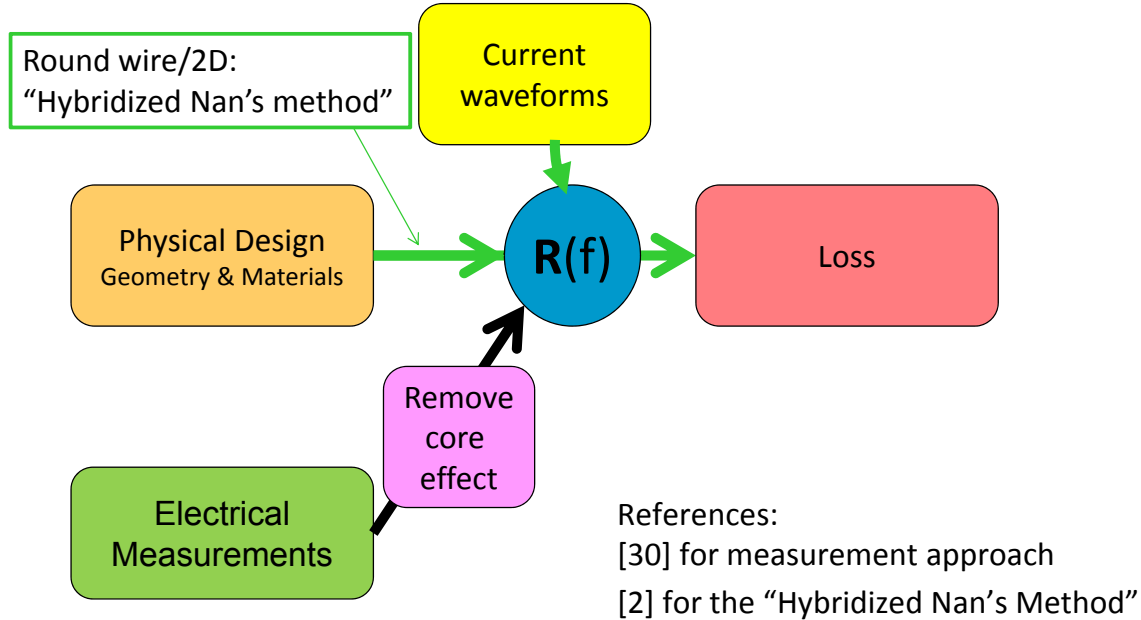 Round wire/2D:
“Hybridized Nan’s method”
Current
waveforms
Physical Design
Geometry & Materials
R(f)
Loss
Remove
core
effect
Electrical
Measurements
References:
[30] for measurement approach
[2] for the “Hybridized Nan’s Method”